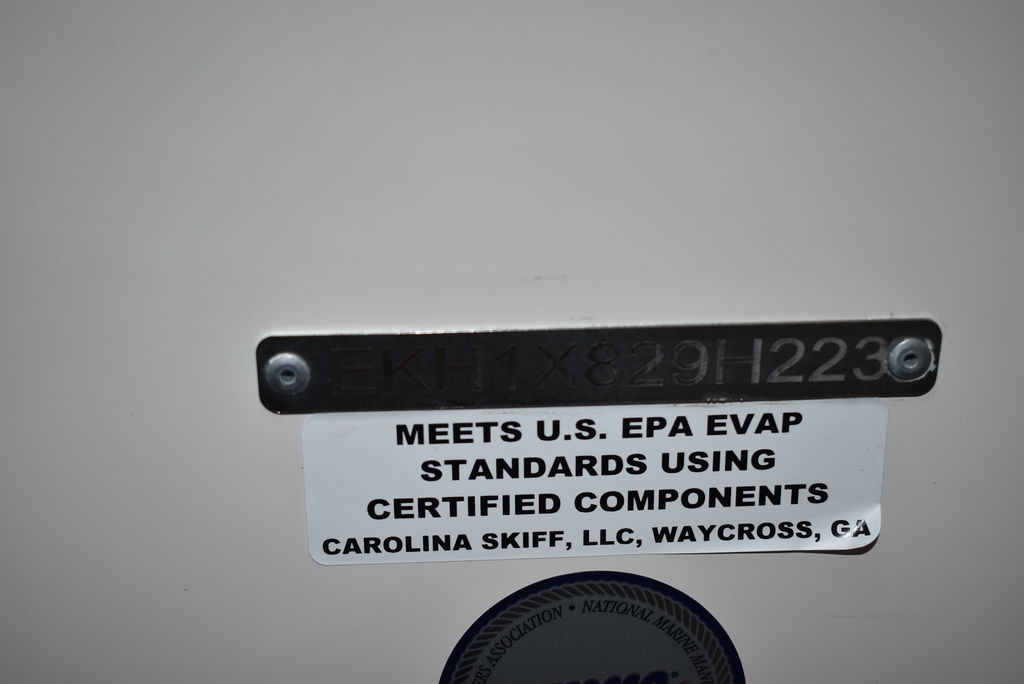 EKH1X829H223
MEETS U.S. EPA EVAP
STANDARDS USING
CERTIFIED COMPONENTS
CAROLINA SKIFF, LLC, WAYCROSS, GA
ASSOCIATION • NATIONAL MARINE